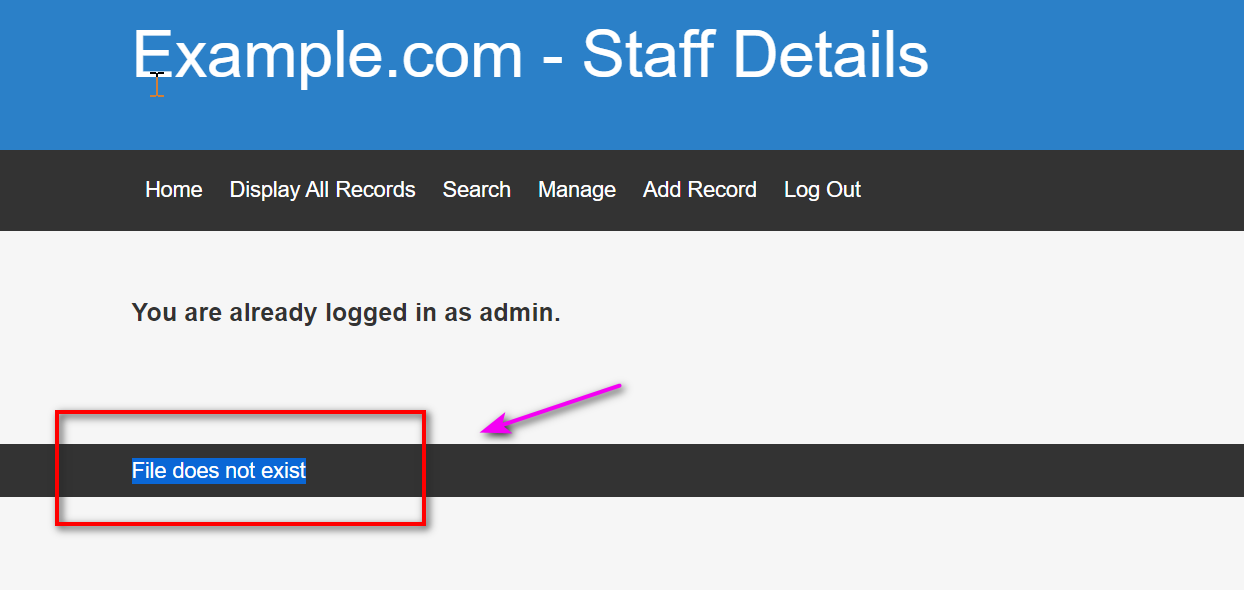 Example.com - Staff Details
Home Display All Records Search Manage Add Record Log Out
You are already logged in as admin.
File does not exist